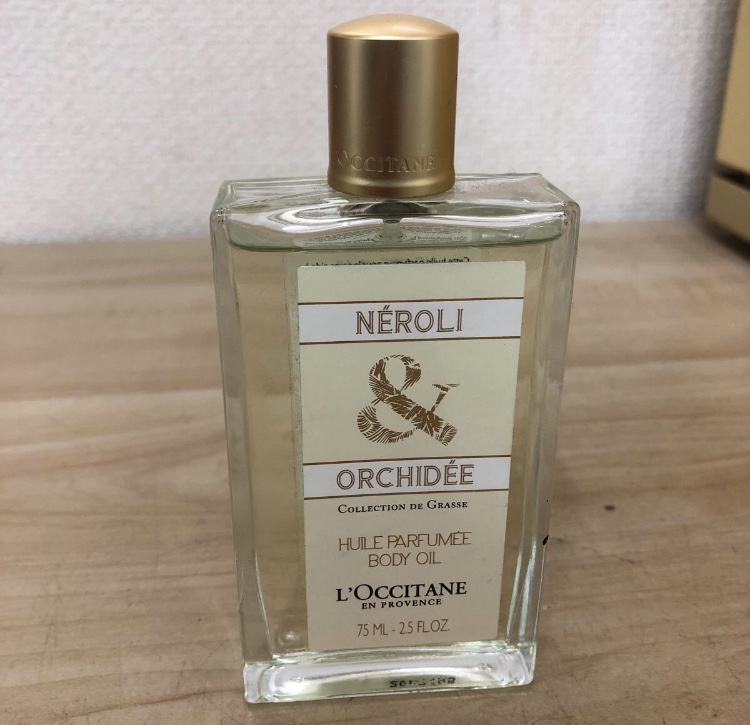 L'OCCITANE
NÉROLI
&
ORCHIDÉE
COLLECTION DE GRASSE
HUILE PARFUMÉE
BODY OIL
L'OCCITANE
EN PROVENCE
75 ML - 2.5 FL.OZ.